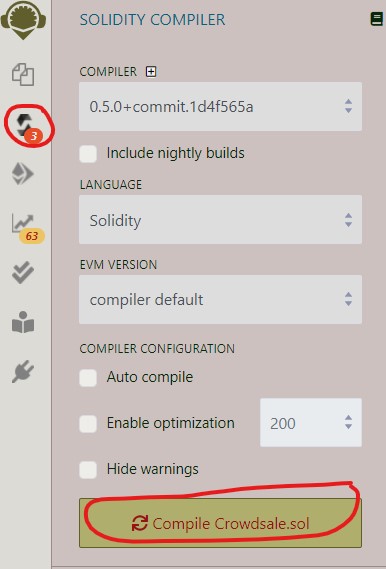 SOLIDITY COMPILER
COMPILER
0.5.0+commit.1d4f565a
3
Include nightly builds
LANGUAGE
Solidity
63
EVM VERSION
compiler default
COMPILER CONFIGURATION
Auto compile
Enable optimization 200
Hide warnings
Compile Crowdsale.sol